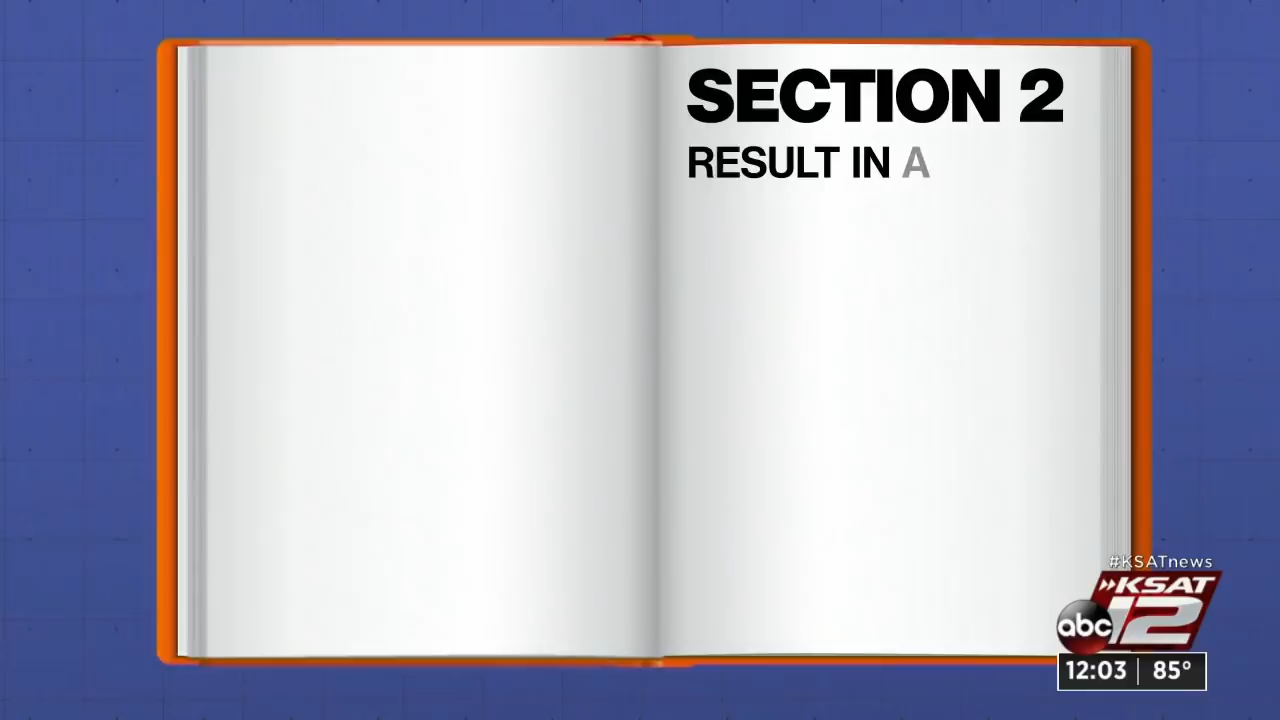 SECTION 2
RESULT IN A
#KSATnews
KSAT
abc 12
12:03 85°